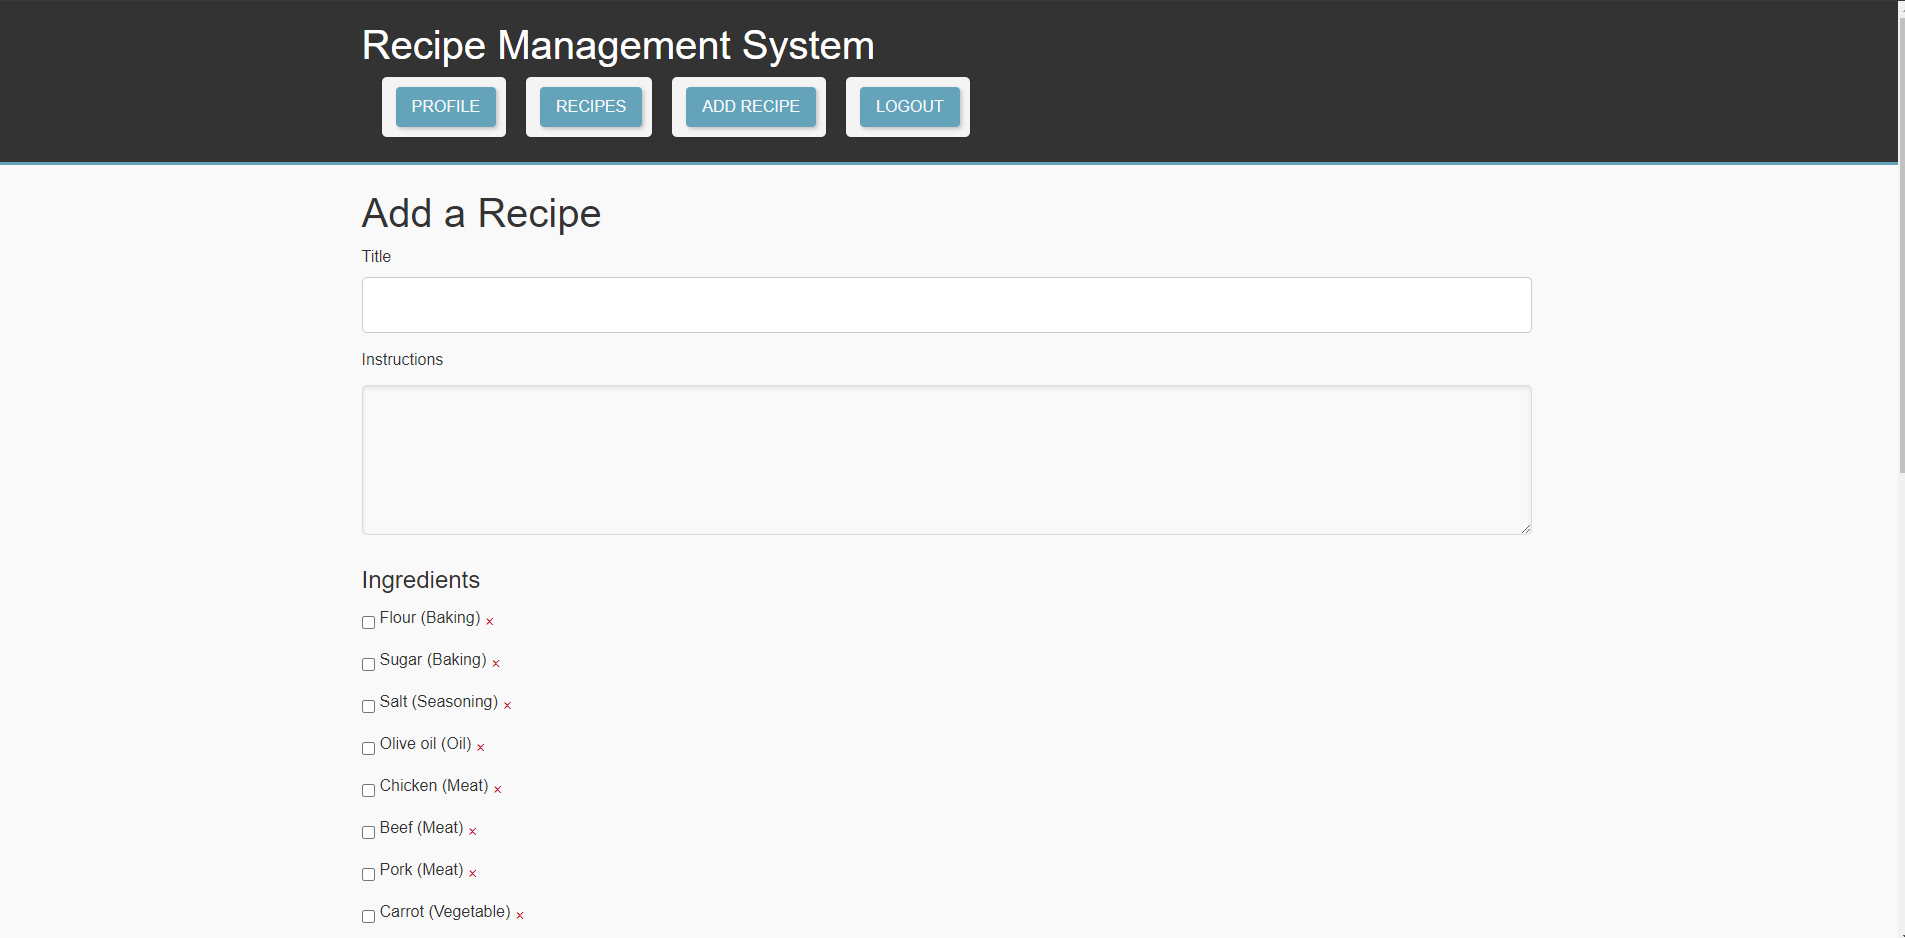 Recipe Management System
PROFILE RECIPES ADD RECIPE LOGOUT
Add a Recipe
Title
Instructions
Ingredients
Flour (Baking) ×
Sugar (Baking) ×
Salt (Seasoning) ×
Olive oil (Oil) ×
Chicken (Meat) ×
Beef (Meat) ×
Pork (Meat) ×
Carrot (Vegetable) ×